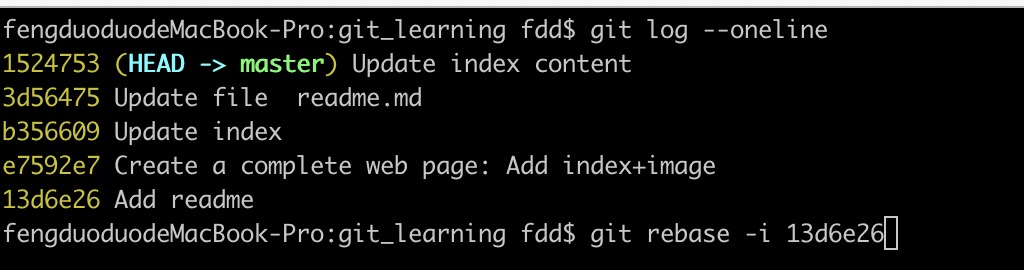 fengduoduodeMacBook-Pro:git_learning fdd$ git log --oneline
1524753 (HEAD -> master) Update index content
3d56475 Update file  readme.md
b356609 Update index
e7592e7 Create a complete web page: Add index+image
13d6e26 Add readme
fengduoduodeMacBook-Pro:git_learning fdd$ git rebase -i 13d6e26